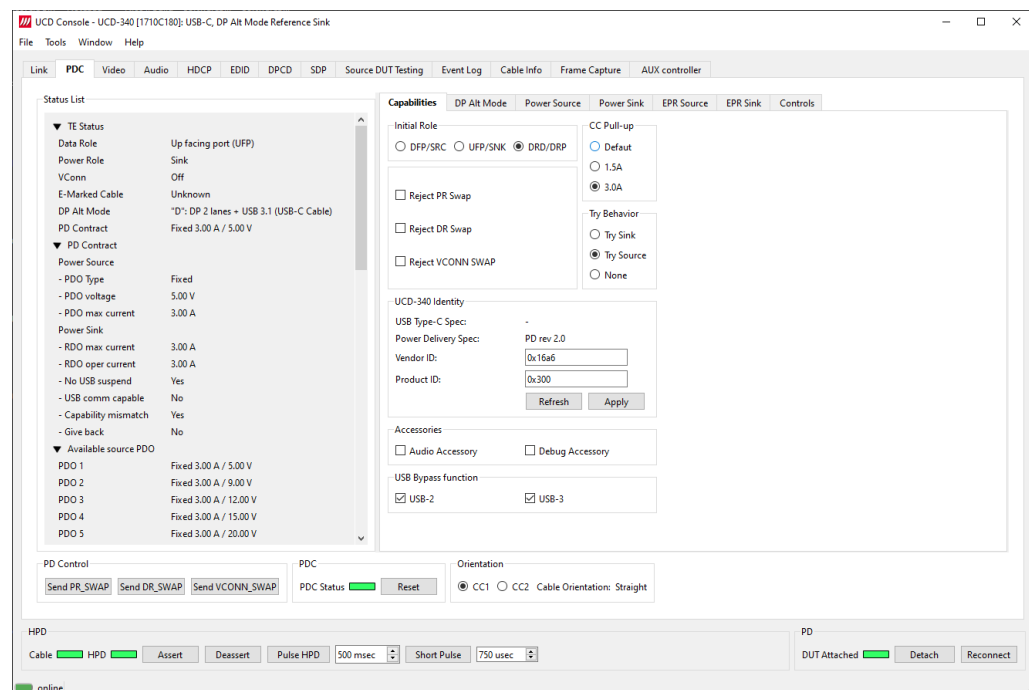 UCD Console - UCD-340 [1710C180]: USB-C, DP Alt Mode Reference Sink
File Tools Window Help
Link PDC Video Audio HDCP EDID DPCD SDP Source DUT Testing Event Log Cable Info Frame Capture AUX controller
Status List
TE Status
Data Role Up facing port (UFP)
Power Role Sink
VConn Off
E-Marked Cable Unknown
DP Alt Mode "D": DP 2 lanes + USB 3.1 (USB-C Cable)
PD Contract Fixed 3.00 A / 5.00 V
PD Contract
Power Source
- PDO Type Fixed
- PDO voltage 5.00 V
- PDO max current 3.00 A
Power Sink
- RDO max current 3.00 A
- RDO oper current 3.00 A
- No USB suspend Yes
- USB comm capable No
- Capability mismatch Yes
- Give back No
Available source PDO
PDO 1 Fixed 3.00 A / 5.00 V
PDO 2 Fixed 3.00 A / 9.00 V
PDO 3 Fixed 3.00 A / 12.00 V
PDO 4 Fixed 3.00 A / 15.00 V
PDO 5 Fixed 3.00 A / 20.00 V
Capabilities DP Alt Mode Power Source Power Sink EPR Source EPR Sink Controls
Initial Role
DFP/SRC UFP/SNK DRD/DRP
Reject PR Swap
Reject DR Swap
Reject VCONN SWAP
CC Pull-up
Defaut
1.5A
3.0A
Try Behavior
Try Sink
Try Source
None
UCD-340 Identity
USB Type-C Spec: -
Power Delivery Spec: PD rev 2.0
Vendor ID: 0x16a6
Product ID: 0x300
Refresh Apply
Accessories
Audio Accessory Debug Accessory
USB Bypass function
USB-2 USB-3
PD Control
Send PR_SWAP Send DR_SWAP Send VCONN_SWAP
PDC
PDC Status Reset
Orientation
CC1 CC2 Cable Orientation: Straight
HPD
Cable HPD Assert Deassert Pulse HPD 500 msec Short Pulse 750 usec
PD
DUT Attached Detach Reconnect
online